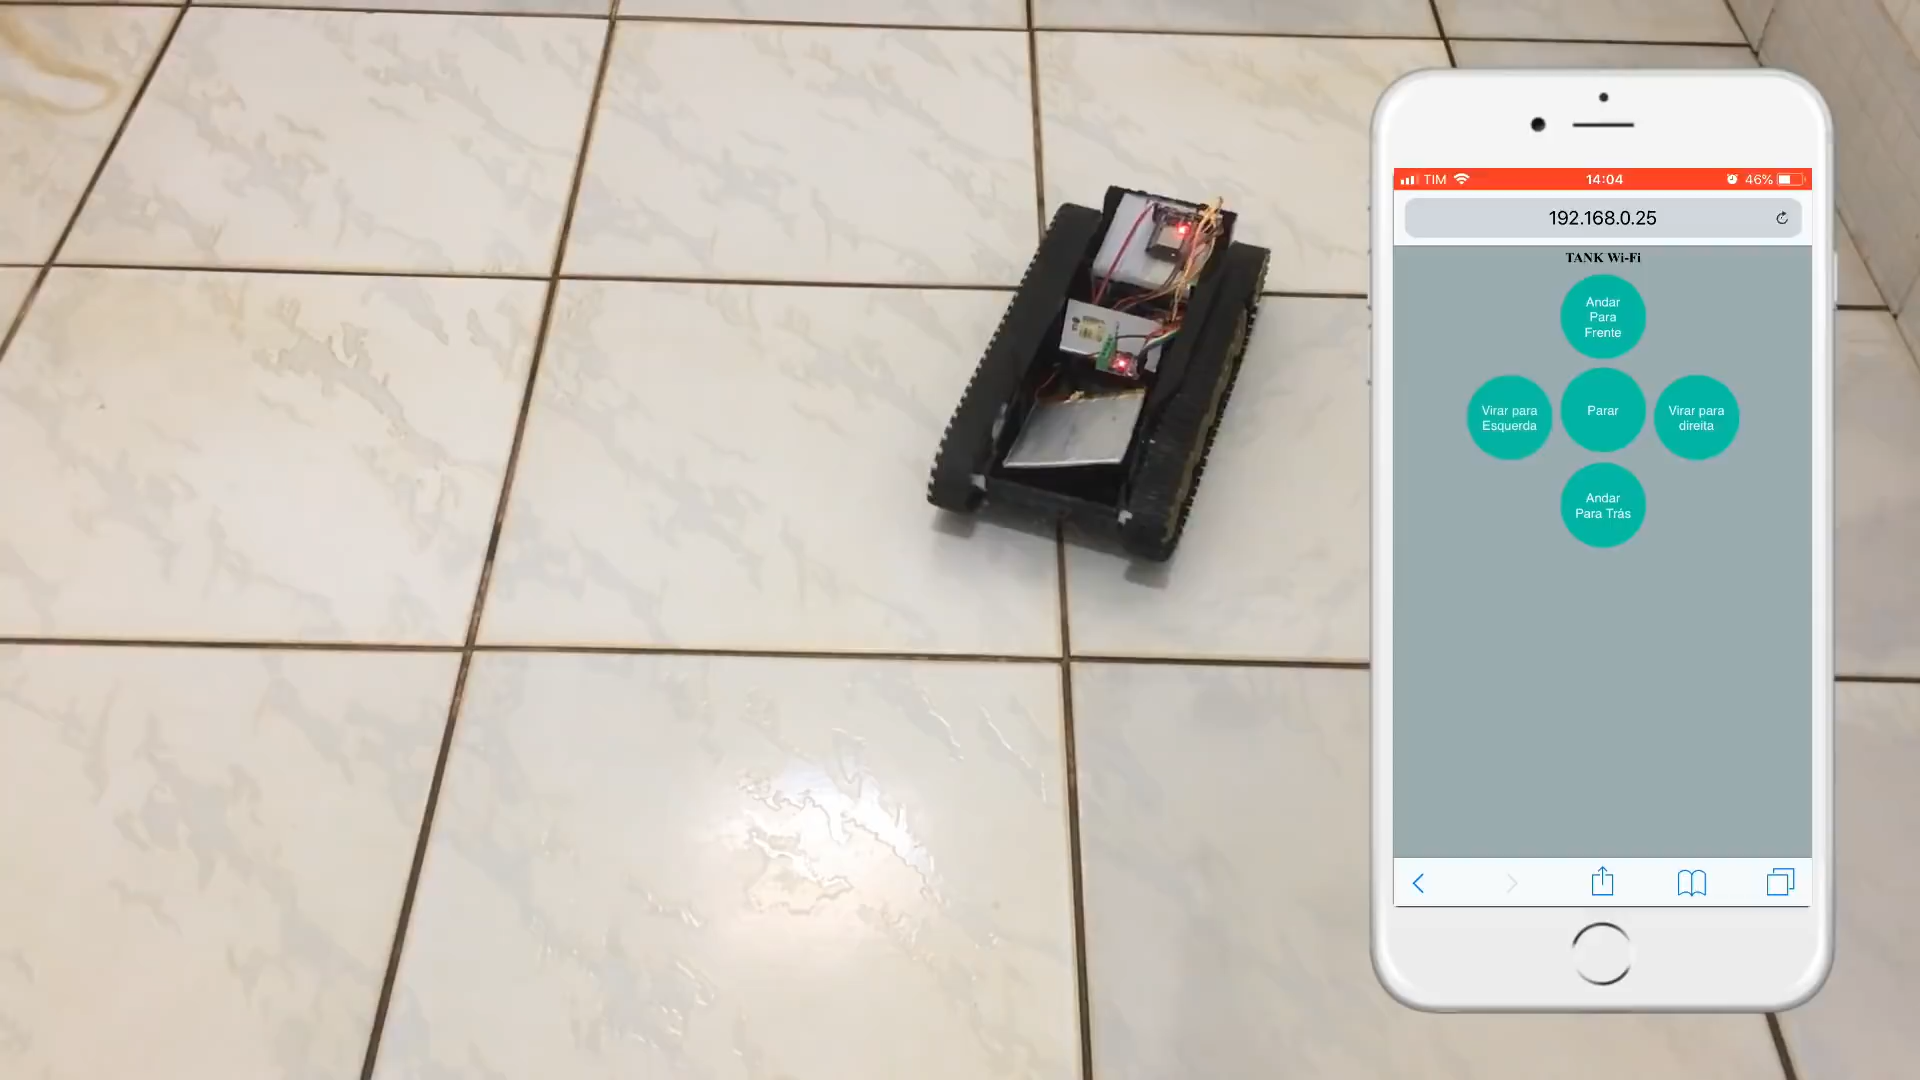 TIM
14:04
46%
192.168.0.25
TANK Wi-Fi
Andar
Para
Frente
Virar para
Esquerda
Parar
Virar para
direita
Andar
Para Trás